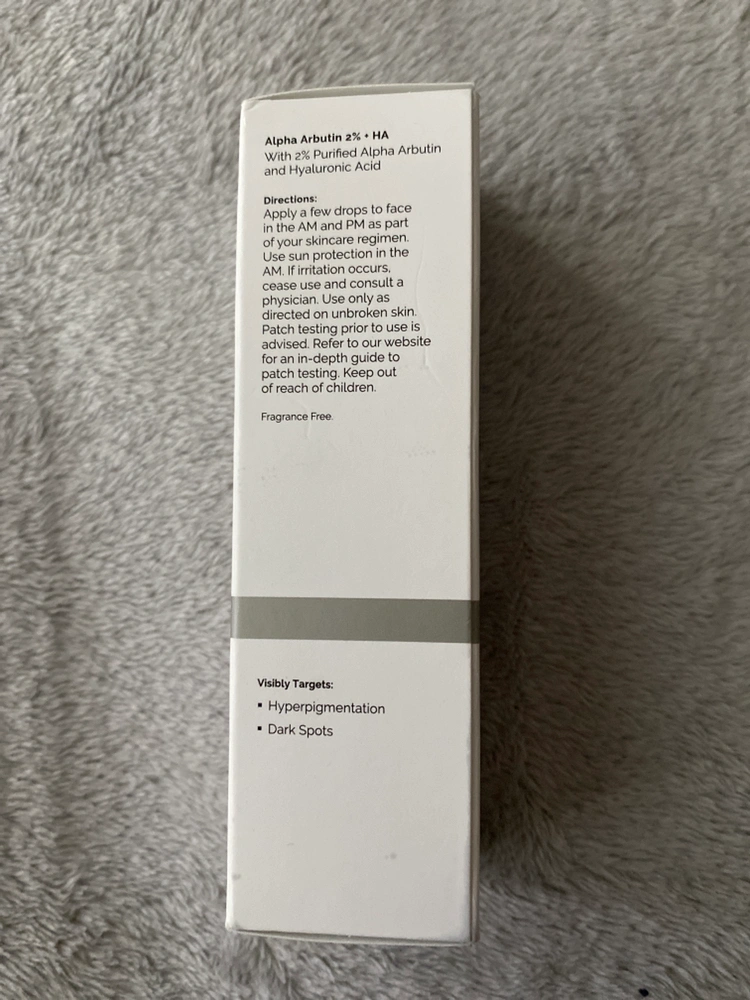 Alpha Arbutin 2% + HA
With 2% Purified Alpha Arbutin
and Hyaluronic Acid
Directions:
Apply a few drops to face
in the AM and PM as part
of your skincare regimen.
Use sun protection in the
AM. If irritation occurs,
cease use and consult a
physician. Use only as
directed on unbroken skin.
Patch testing prior to use is
advised. Refer to our website
for an in-depth guide to
patch testing. Keep out
of reach of children.
Fragrance Free.
Visibly Targets:
▪ Hyperpigmentation
▪ Dark Spots